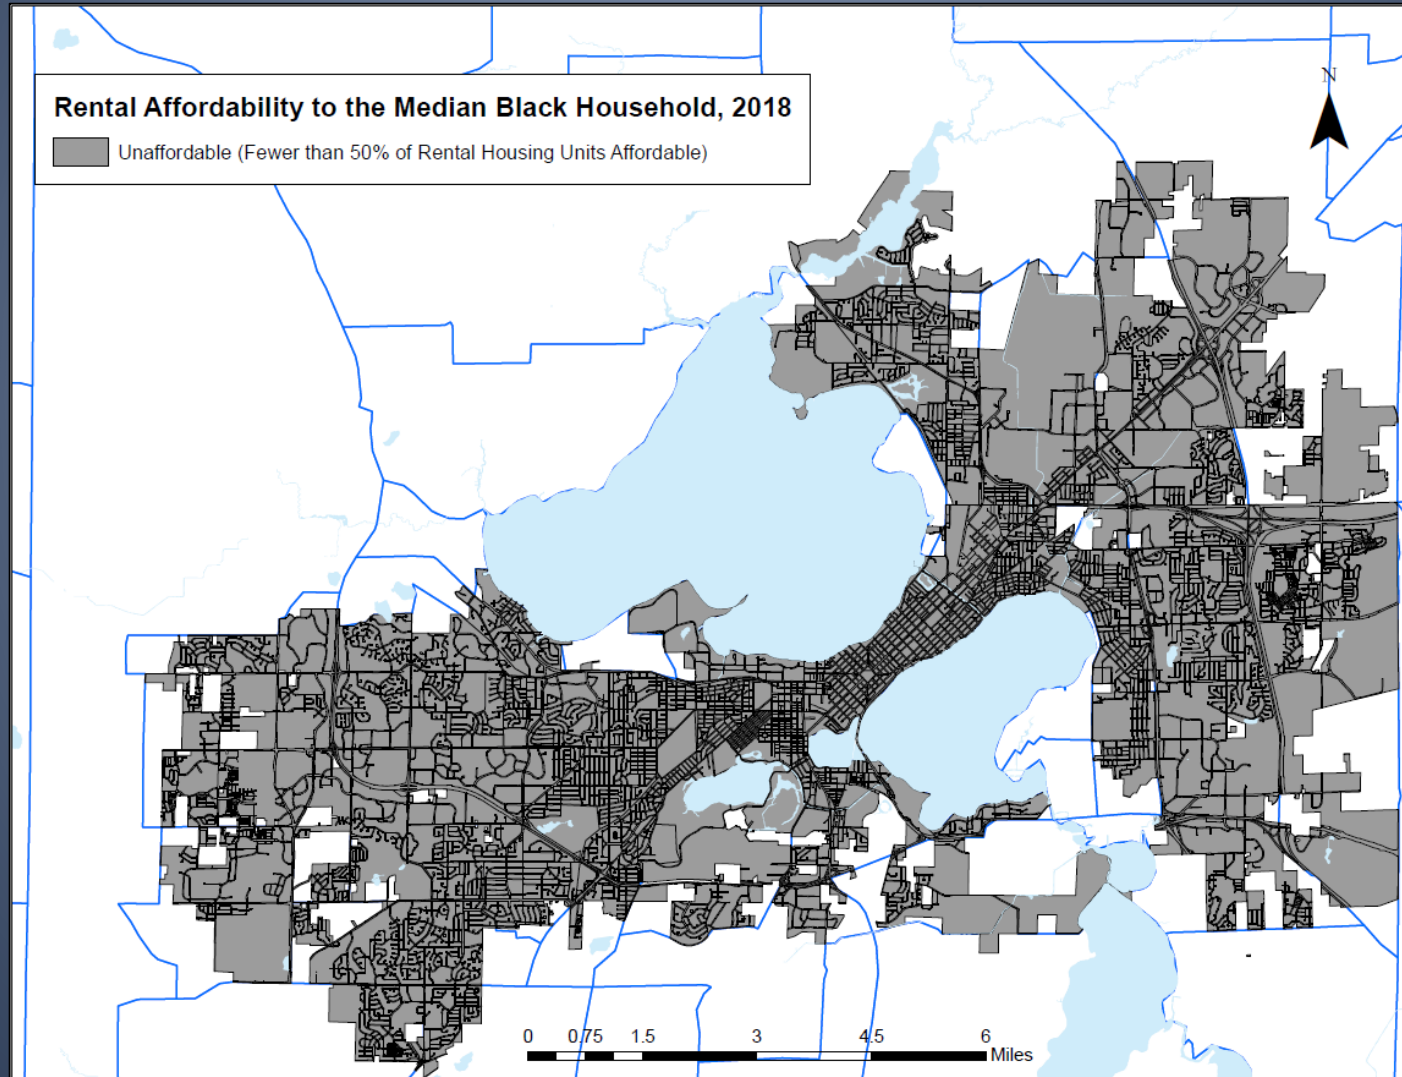 Rental Affordability to the Median Black Household, 2018
Unaffordable (Fewer than 50% of Rental Housing Units Affordable)
N
0 0.75 1.5 3 4.5 6
Miles